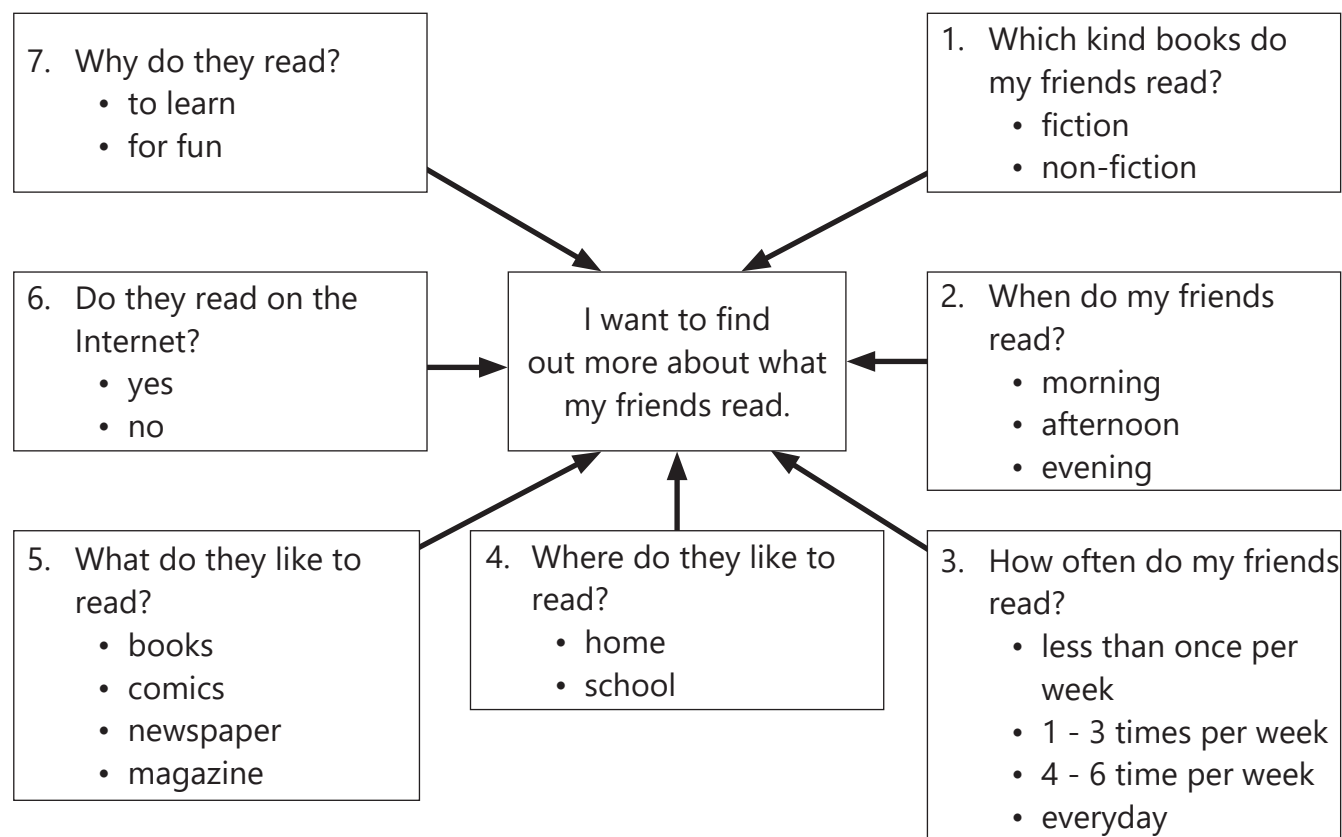 7. Why do they read?
• to learn
• for fun
1. Which kind books do
my friends read?
• fiction
• non-fiction
6. Do they read on the
Internet?
• yes
• no
I want to find
out more about what
my friends read.
2. When do my friends
read?
• morning
• afternoon
• evening
5. What do they like to
read?
• books
• comics
• newspaper
• magazine
4. Where do they like to
read?
• home
• school
3. How often do my friends
read?
• less than once per
week
• 1 - 3 times per week
• 4 - 6 time per week
• everyday